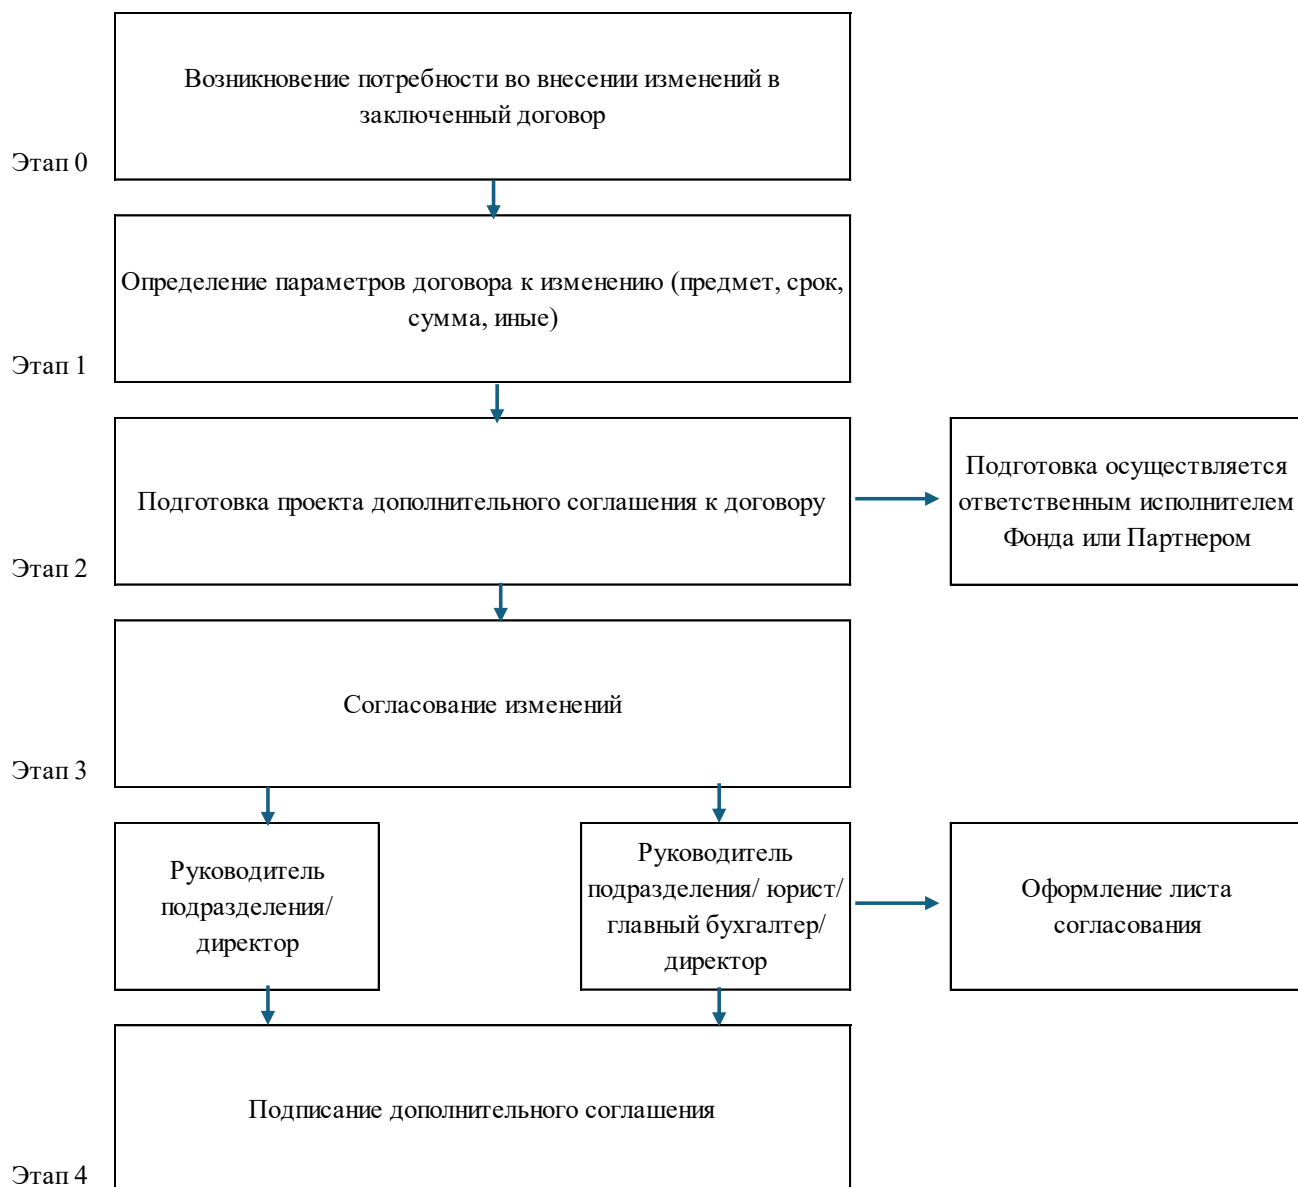 Возникновение потребности во внесении изменений в
заключенный договор
Этап 0
Определение параметров договора к изменению (предмет, срок,
сумма, иные)
Этап 1
Подготовка проекта дополнительного соглашения к договору
Подготовка осуществляется
ответственным исполнителем
Фонда или Партнером
Этап 2
Согласование изменений
Этап 3
Руководитель
подразделения/
директор
Руководитель
подразделения/ юрист/
главный бухгалтер/
директор
Оформление листа
согласования
Подписание дополнительного соглашения
Этап 4